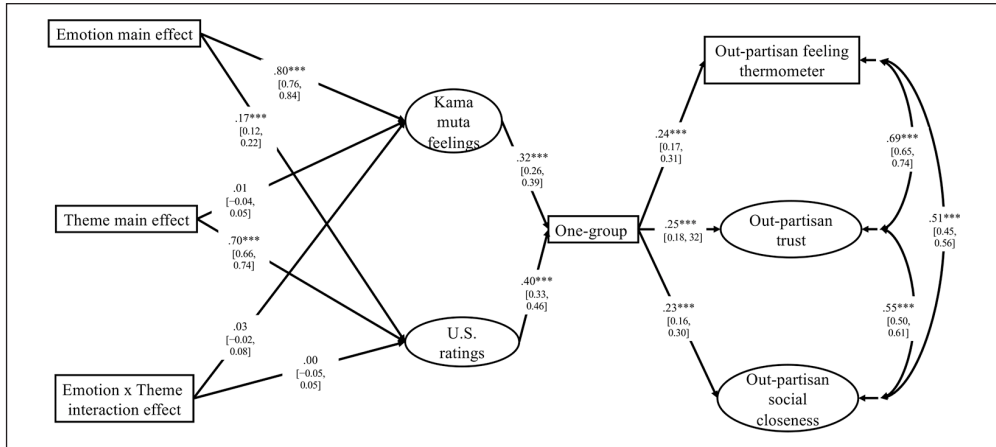 Emotion main effect
.80***
[0.76,
0.84]
.17***
[0.12,
0.22]
Theme main effect
.01
[−0.04,
0.05]
.70***
[0.66,
0.74]
Emotion x Theme
interaction effect
.03
[−0.02,
0.08]
.00
[−0.05,
0.05]
Kama
muta
feelings
U.S.
ratings
.32***
[0.26,
0.39]
.40***
[0.33,
0.46]
One-group
.24***
[0.17,
0.31]
.25***
[0.18, 32]
.23***
[0.16,
0.30]
Out-partisan feeling
thermometer
Out-partisan
trust
Out-partisan
social
closeness
.69***
[0.65,
0.74]
.51***
[0.45,
0.56]
.55***
[0.50,
0.61]